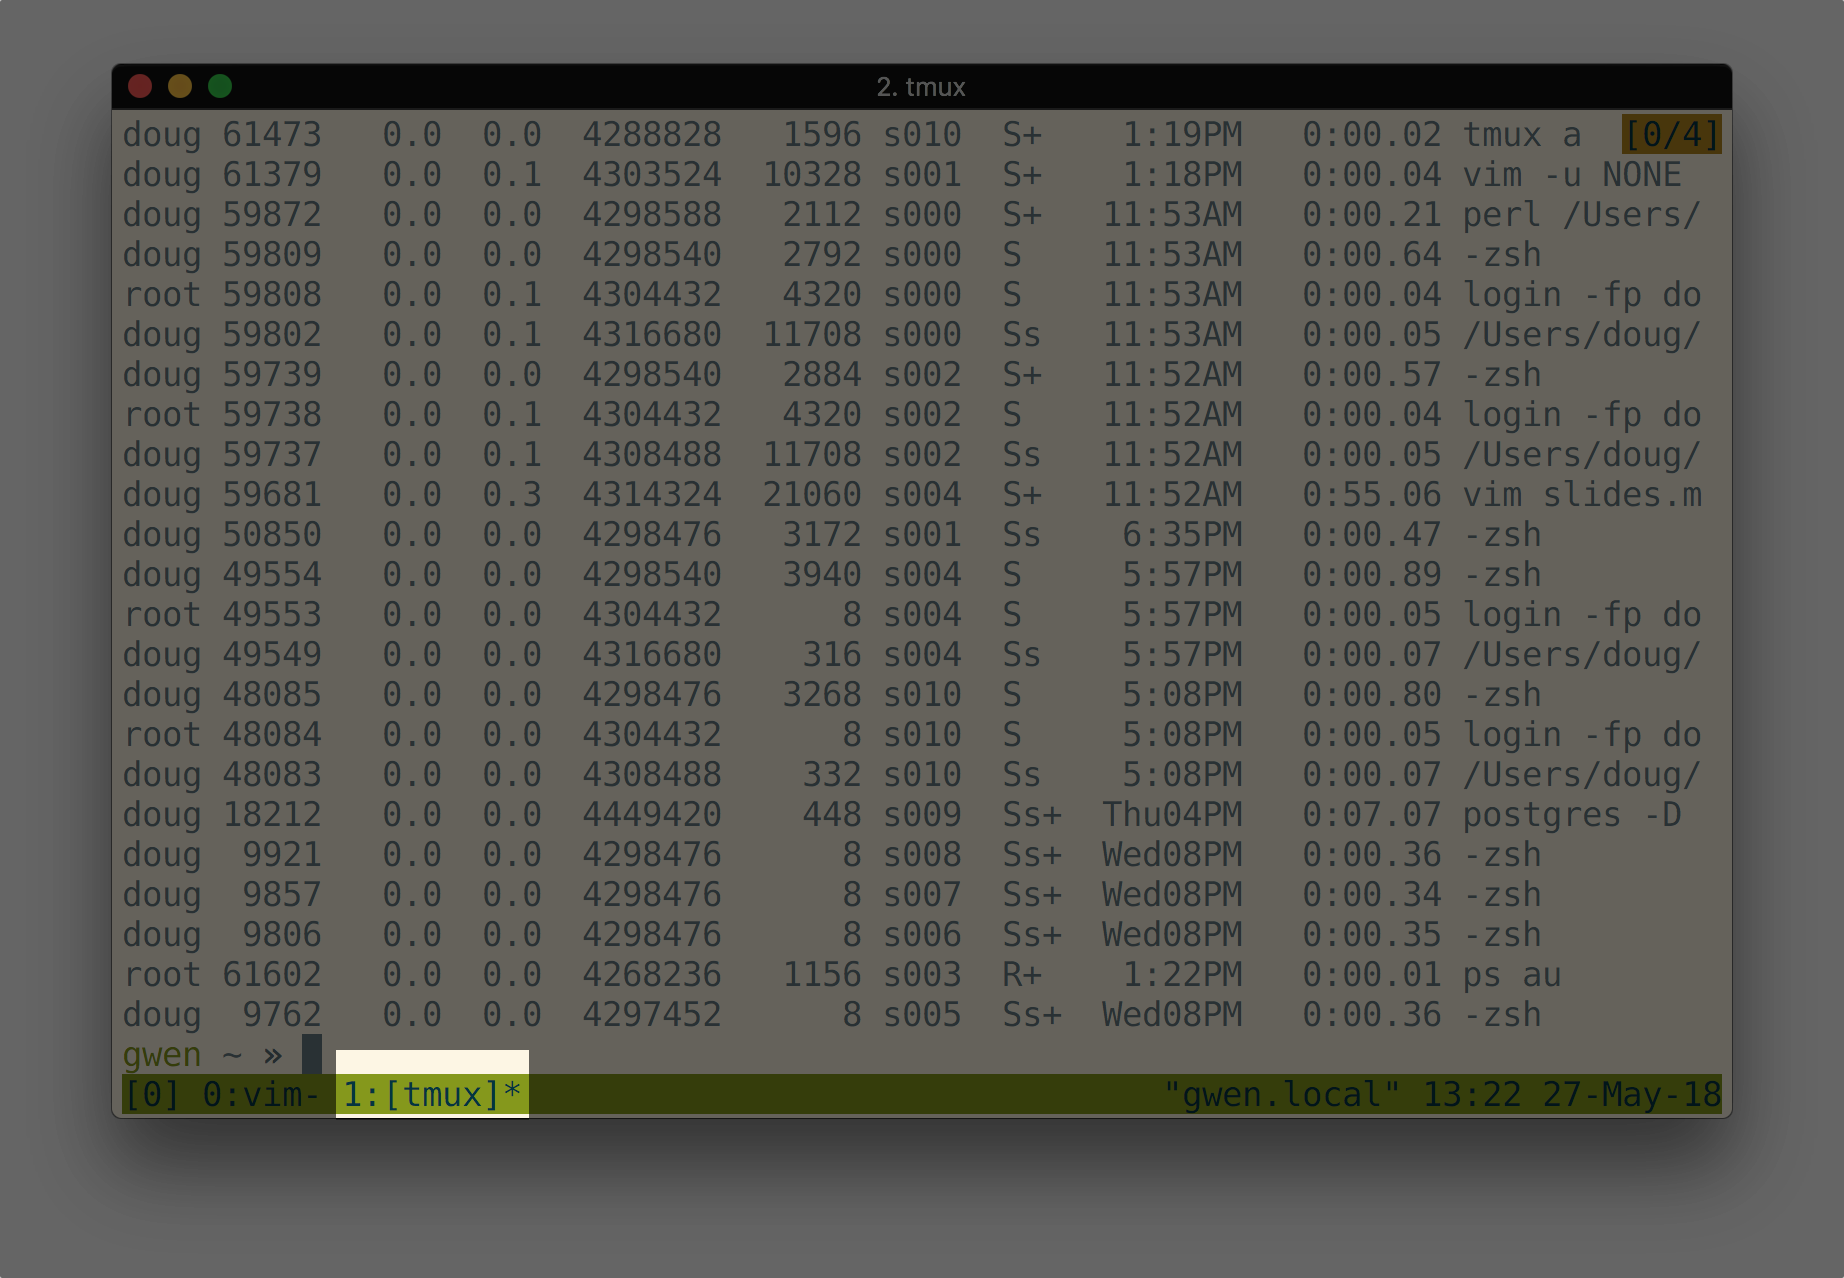 2. tmux
doug 61473   0.0  0.0  4288828   1596 s010  S+    1:19PM   0:00.02 tmux a  [0/4]
doug 61379   0.0  0.1  4303524  10328 s001  S+    1:18PM   0:00.04 vim -u NONE
doug 59872   0.0  0.0  4298588   2112 s000  S+   11:53AM   0:00.21 perl /Users/
doug 59809   0.0  0.0  4298540   2792 s000  S    11:53AM   0:00.64 -zsh
root 59808   0.0  0.1  4304432   4320 s000  S    11:53AM   0:00.04 login -fp do
doug 59802   0.0  0.1  4316680  11708 s000  Ss   11:53AM   0:00.05 /Users/doug/
doug 59739   0.0  0.0  4298540   2884 s002  S+   11:52AM   0:00.57 -zsh
root 59738   0.0  0.1  4304432   4320 s002  S    11:52AM   0:00.04 login -fp do
doug 59737   0.0  0.1  4308488  11708 s002  Ss   11:52AM   0:00.05 /Users/doug/
doug 59681   0.0  0.3  4314324  21060 s004  S+   11:52AM   0:55.06 vim slides.m
doug 50850   0.0  0.0  4298476   3172 s001  Ss    6:35PM   0:00.47 -zsh
doug 49554   0.0  0.0  4298540   3940 s004  S     5:57PM   0:00.89 -zsh
root 49553   0.0  0.0  4304432      8 s004  S     5:57PM   0:00.05 login -fp do
doug 49549   0.0  0.0  4316680    316 s004  Ss    5:57PM   0:00.07 /Users/doug/
doug 48085   0.0  0.0  4298476   3268 s010  S     5:08PM   0:00.80 -zsh
root 48084   0.0  0.0  4304432      8 s010  S     5:08PM   0:00.05 login -fp do
doug 48083   0.0  0.0  4308488    332 s010  Ss    5:08PM   0:00.07 /Users/doug/
doug 18212   0.0  0.0  4449420    448 s009  Ss+  Thu04PM   0:07.07 postgres -D
doug  9921   0.0  0.0  4298476      8 s008  Ss+  Wed08PM   0:00.36 -zsh
doug  9857   0.0  0.0  4298476      8 s007  Ss+  Wed08PM   0:00.34 -zsh
doug  9806   0.0  0.0  4298476      8 s006  Ss+  Wed08PM   0:00.35 -zsh
root 61602   0.0  0.0  4268236   1156 s003  R+    1:22PM   0:00.01 ps au
doug  9762   0.0  0.0  4297452      8 s005  Ss+  Wed08PM   0:00.36 -zsh
gwen ~ »
[0] 0:vim- 1:[tmux]* "gwen.local" 13:22 27-May-18